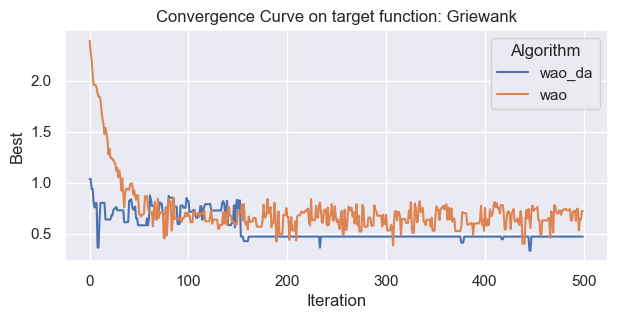 Convergence Curve on target function: Griewank
Algorithm
wao_da
wao
Best
2.0
1.5
1.0
0.5
0
100
200
300
400
500
Iteration